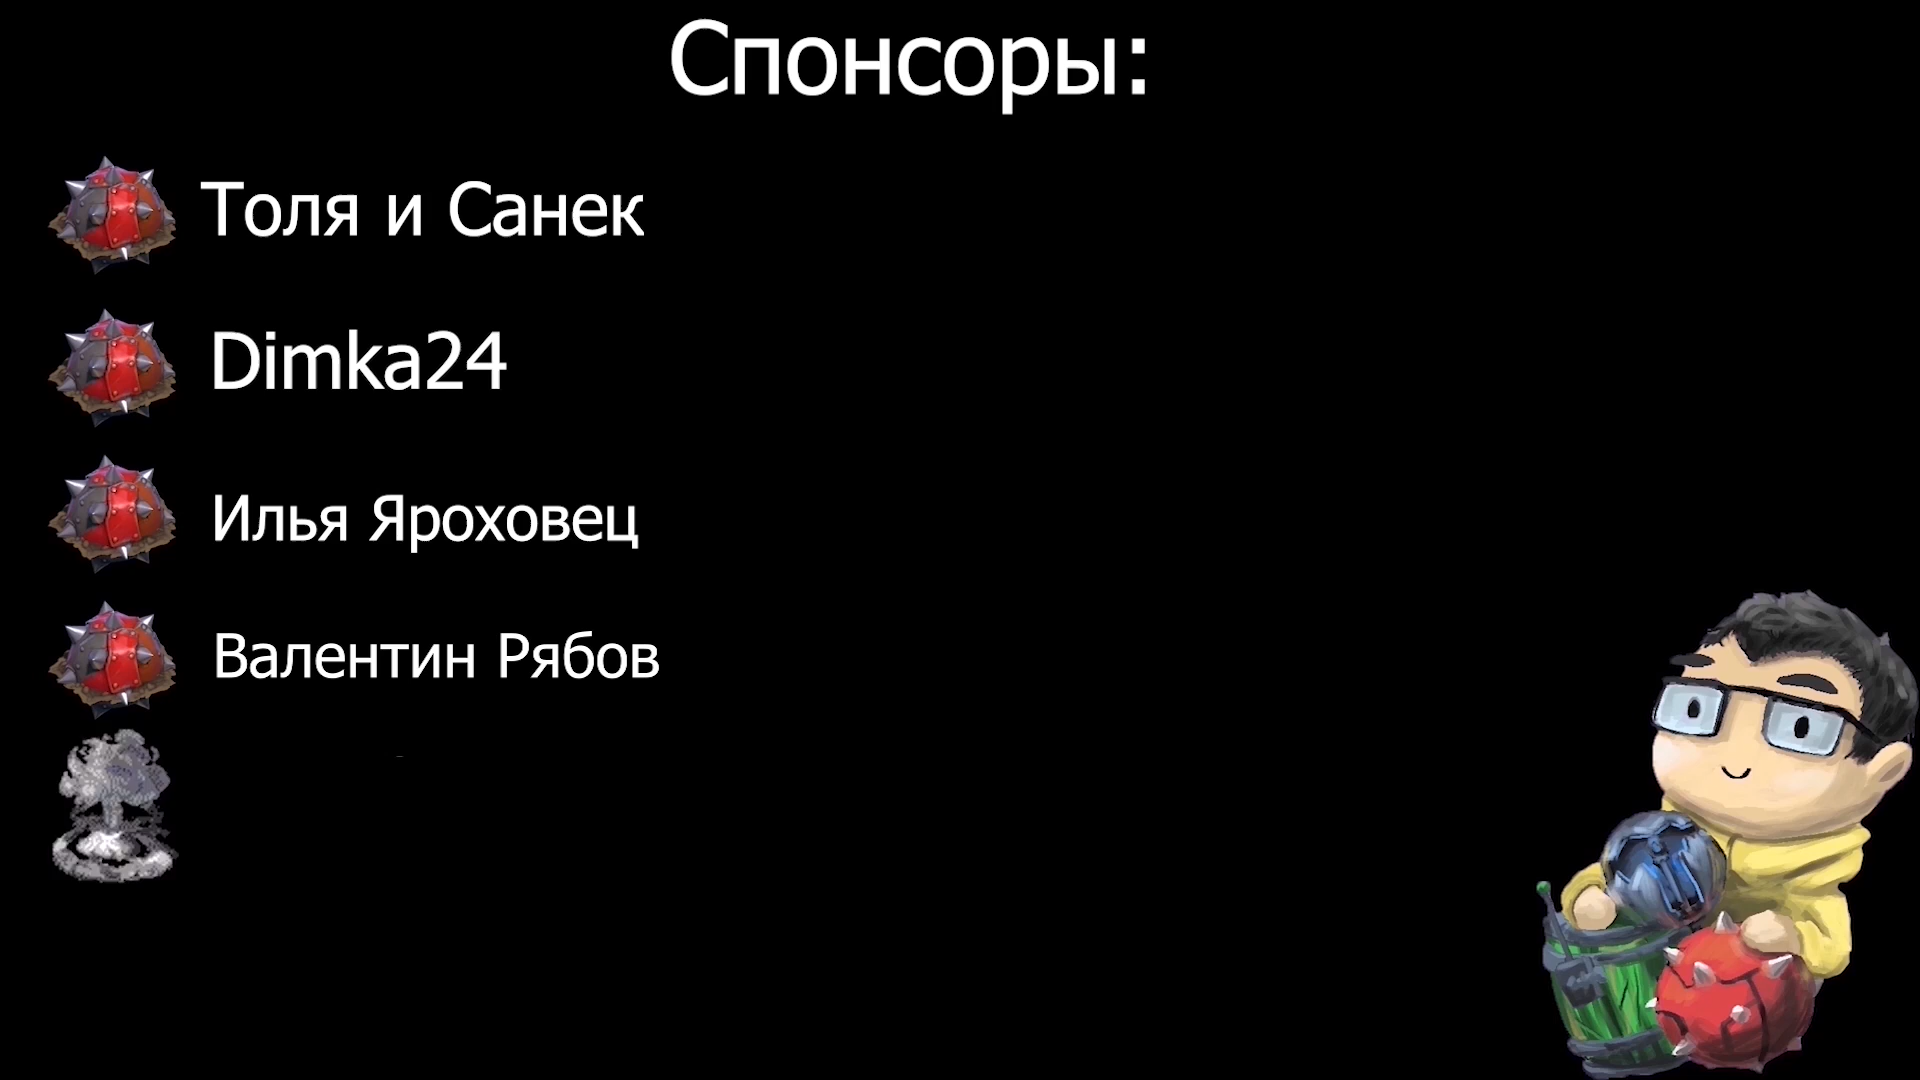 Спонсоры:
Толя и Санек
Dimka24
Илья Яроховец
Валентин Рябов